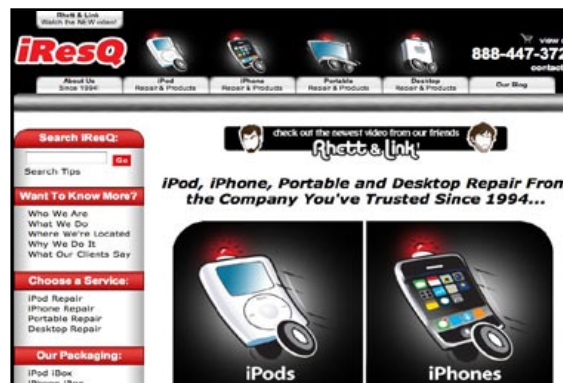 Rhett & Link
Watch the NEW video!
iResQ
view
888-447-372
contact
About Us
Since 1994!
iPod
Repair & Products
iPhone
Repair & Products
Portable
Repair & Products
Desktop
Repair & Products
Our Blog
Search iResQ:
Go
Search Tips
check out the newest video from our friends
Rhett & Link!
Want To Know More?
Who We Are
What We Do
Where We're Located
Why We Do It
What Our Clients Say
iPod, iPhone, Portable and Desktop Repair From
the Company You've Trusted Since 1994...
Choose a Service:
iPod Repair
iPhone Repair
Portable Repair
Desktop Repair
Our Packaging:
iPod iBox
iPods
iPhones